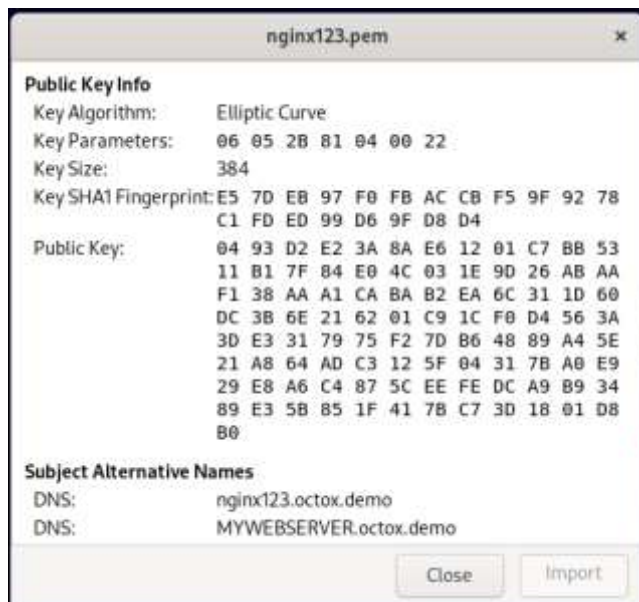 nginx123.pem ×
Public Key Info
Key Algorithm: Elliptic Curve
Key Parameters: 06 05 2B 81 04 00 22
Key Size: 384
Key SHA1 Fingerprint: E5 7D EB 97 F0 FB AC CB F5 9F 92 78
C1 FD ED 99 D6 9F D8 D4
Public Key: 04 93 D2 E2 3A 8A E6 12 01 C7 BB 53
11 B1 7F 84 E0 4C 03 1E 9D 26 AB AA
F1 38 AA A1 CA BA B2 EA 6C 31 1D 60
DC 3B 6E 21 62 01 C9 1C F0 D4 56 3A
3D E3 31 79 75 F2 7D B6 48 89 A4 5E
21 A8 64 AD C3 12 5F 04 31 7B A0 E9
29 E8 A6 C4 87 5C EE FE DC A9 B9 34
89 E3 5B 85 1F 41 7B C7 3D 18 01 D8
B0
Subject Alternative Names
DNS: nginx123.octox.demo
DNS: MYWEBSERVER.octox.demo
Close Import